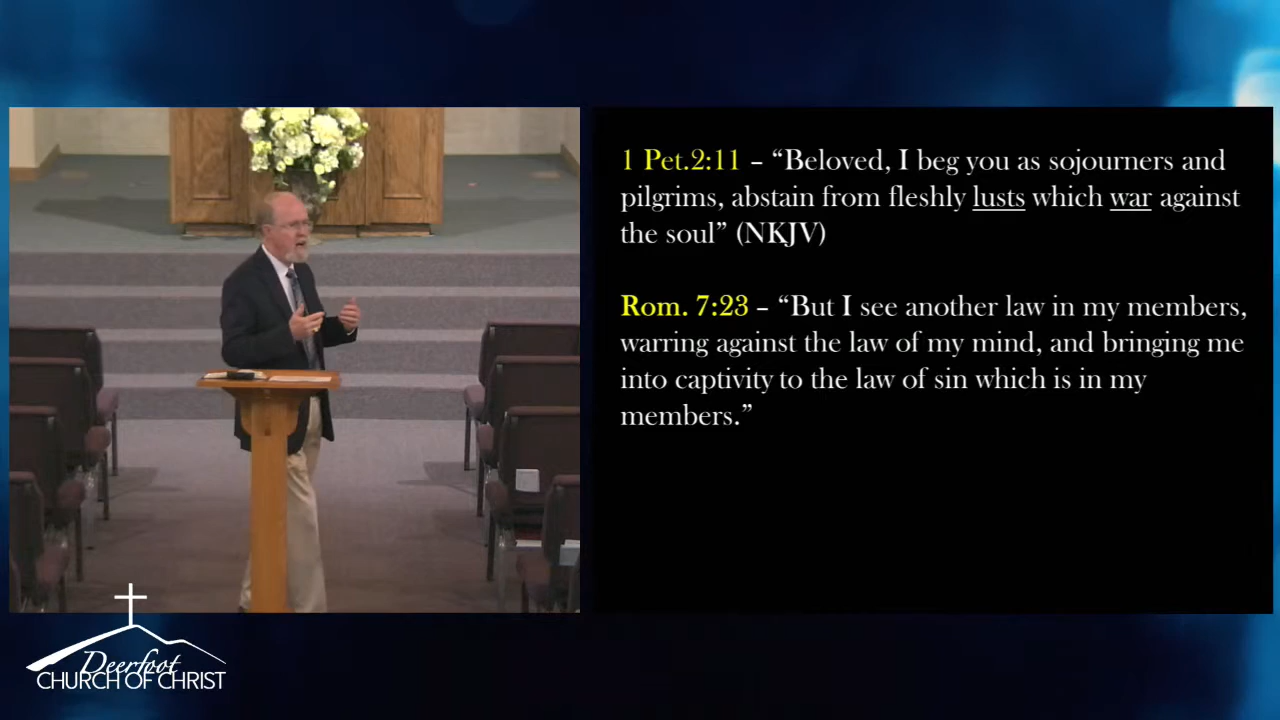 1 Pet.2:11 – “Beloved, I beg you as sojourners and
pilgrims, abstain from fleshly lusts which war against
the soul” (NKJV)
Rom. 7:23 – “But I see another law in my members,
warring against the law of my mind, and bringing me
into captivity to the law of sin which is in my
members.”
Deerfoot
CHURCH OF CHRIST